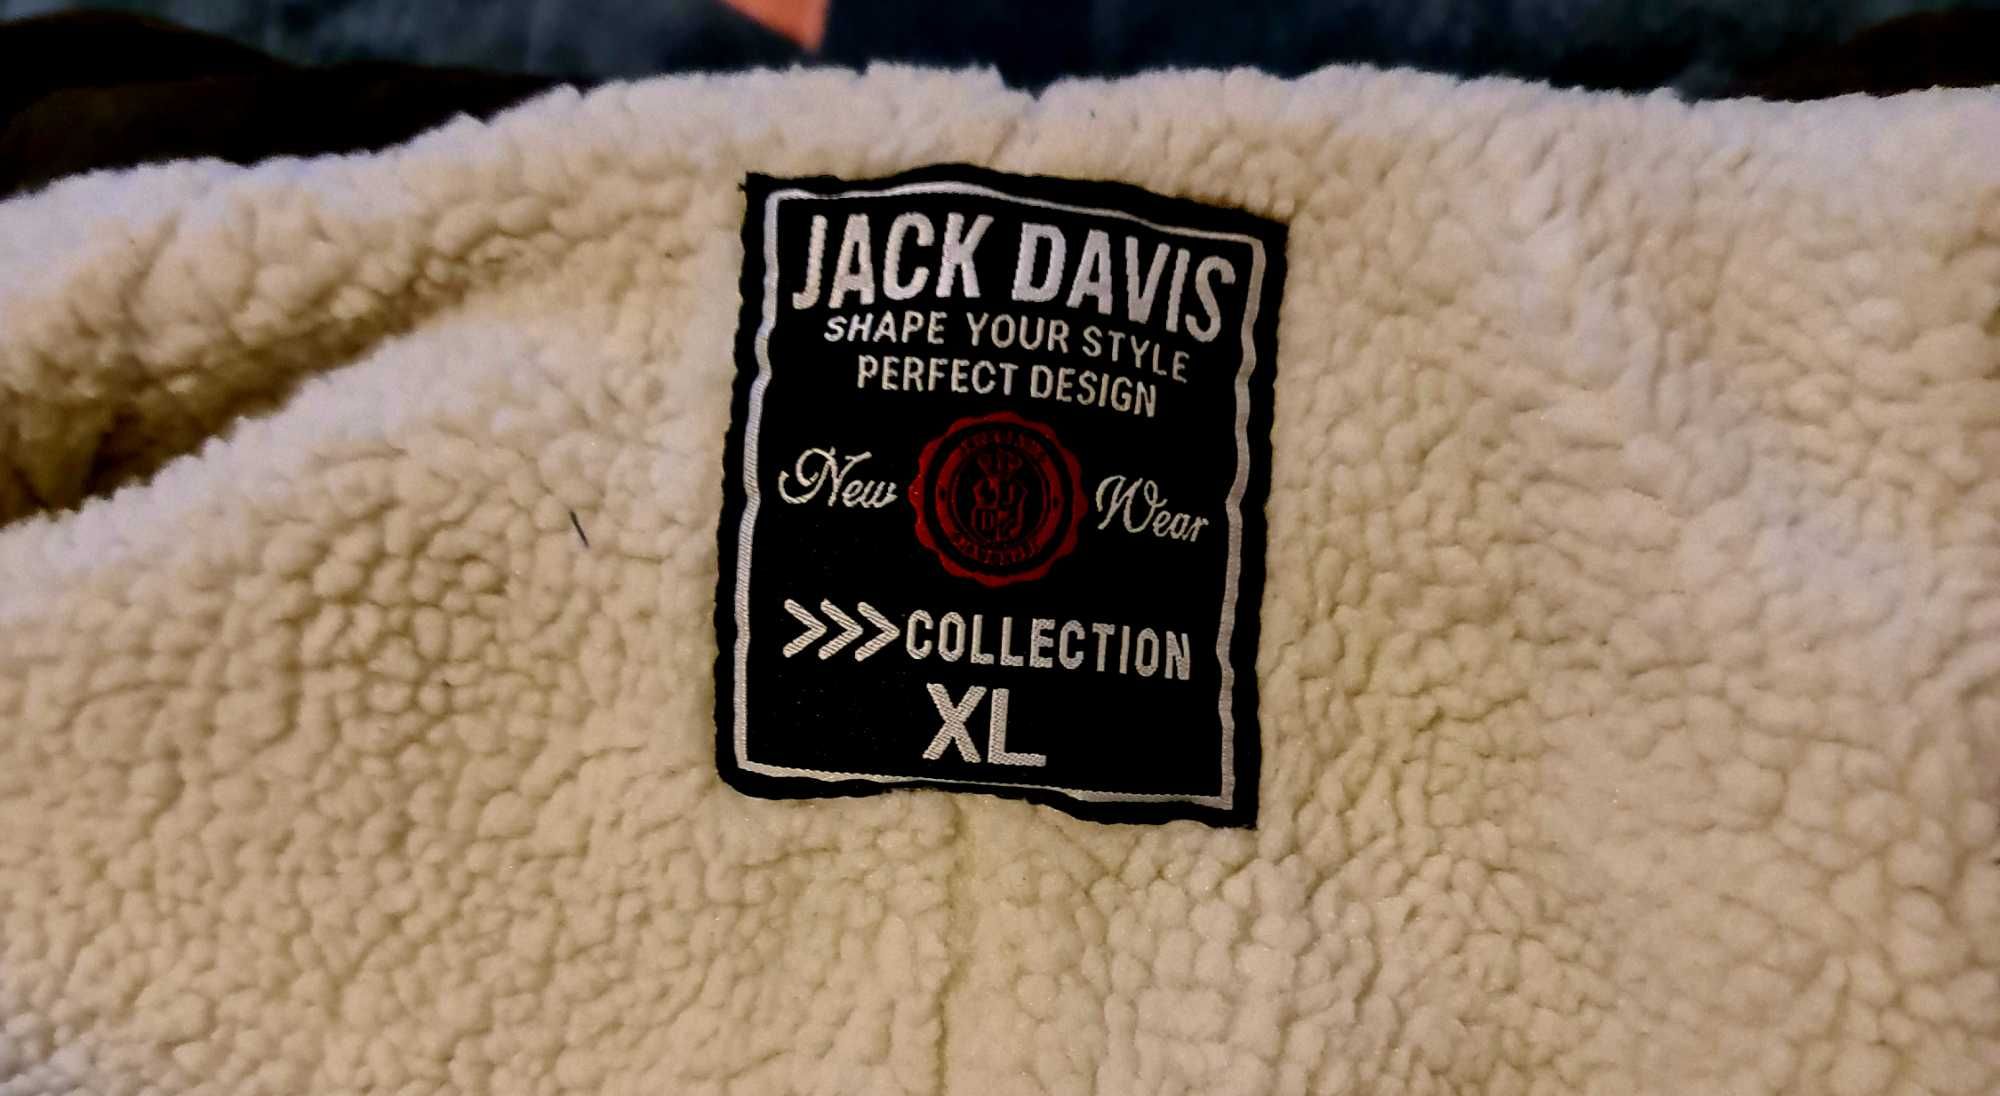 JACK DAVIS
SHAPE YOUR STYLE
PERFECT DESIGN
New Wear
>>>COLLECTION
XL